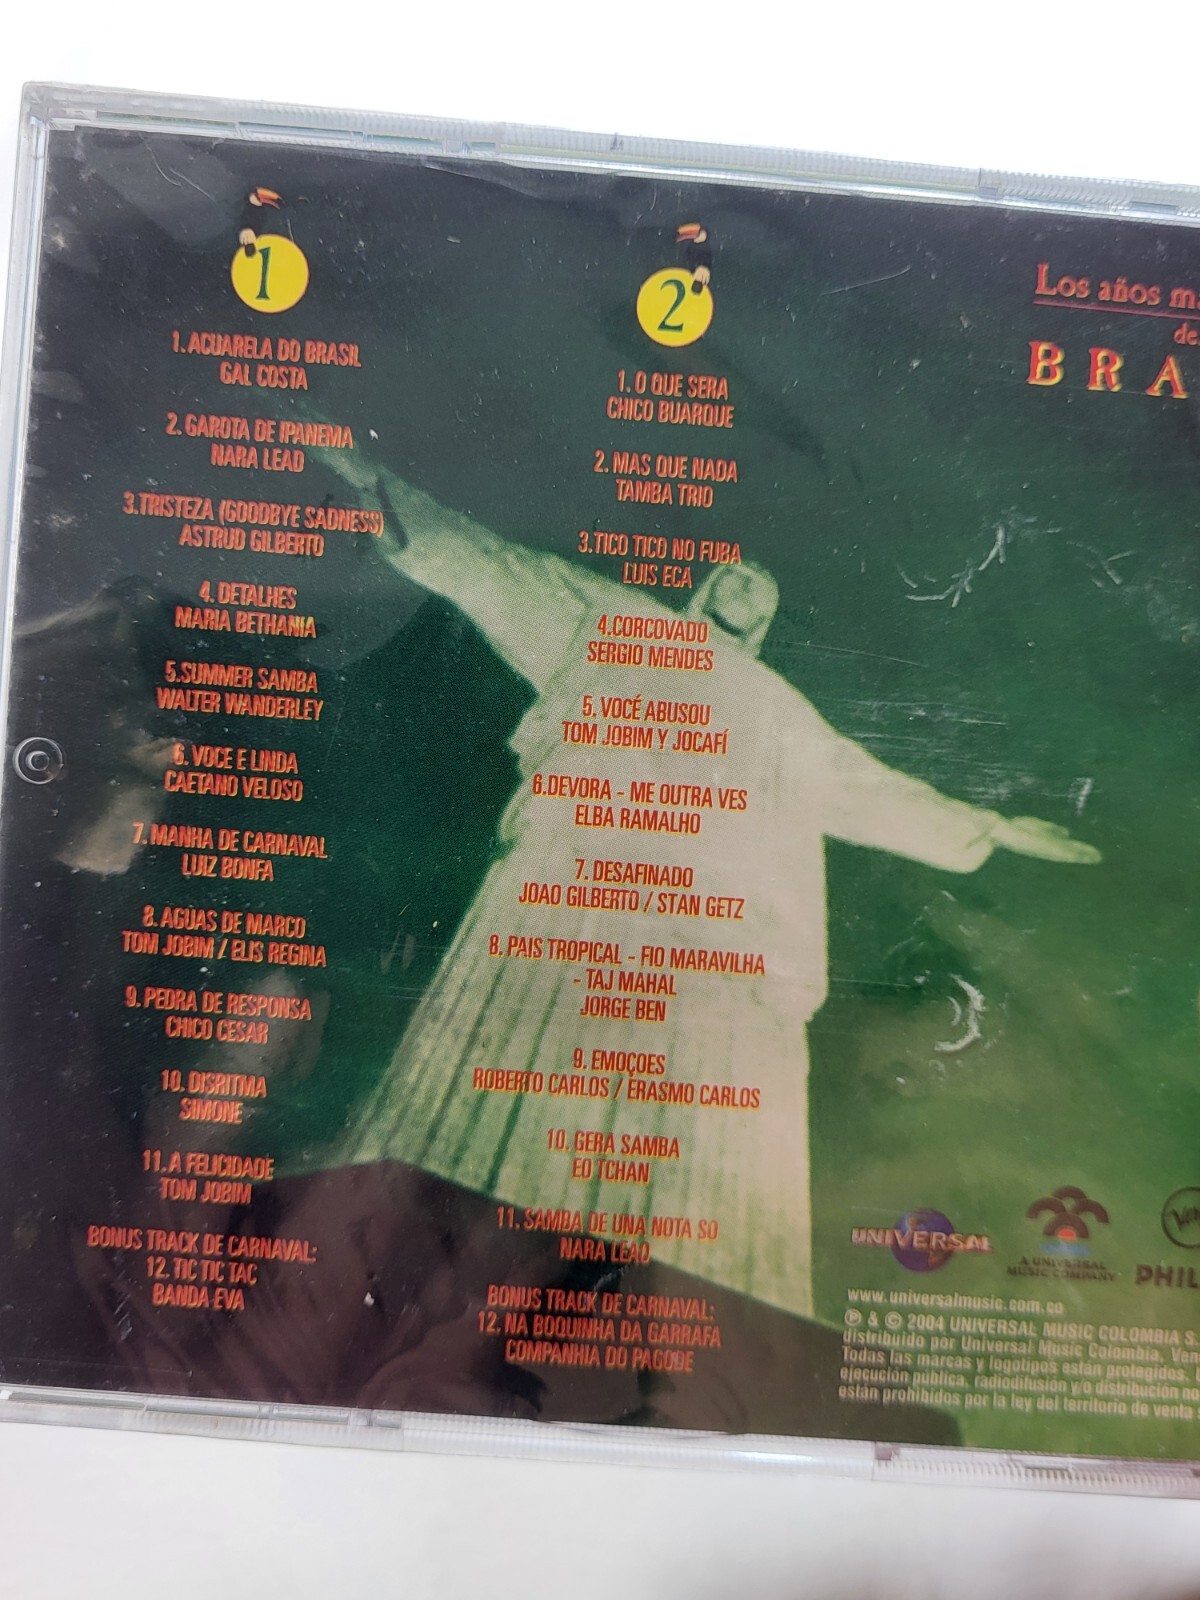 1
1. ACUARELA DO BRASIL
GAL COSTA
2. GAROTA DE IPANEMA
NARA LEAO
3.TRISTEZA (GOODBYE SADNESS)
ASTRUD GILBERTO
4. DETALHES
MARIA BETHANIA
5.SUMMER SAMBA
WALTER WANDERLEY
6. VOCE E LINDA
CAETANO VELOSO
7. MANHA DE CARNAVAL
LUIZ BONFA
8. AGUAS DE MARCO
TOM JOBIM / ELIS REGINA
9. PEDRA DE RESPONSA
CHICO CESAR
10. DISRITMA
SIMONE
11. A FELICIDADE
TOM JOBIM
BONUS TRACK DE CARNAVAL:
12. TIC TIC TAC
BANDA EVA
2
1. O QUE SERA
CHICO BUARQUE
2. MAS QUE NADA
TAMBA TRIO
3.TICO TICO NO FUBA
LUIS ECA
4.CORCOVADO
SERGIO MENDES
5. VOCÉ ABUSOU
TOM JOBIM Y JOCAFÍ
6.DEVORA - ME OUTRA VES
ELBA RAMALHO
7. DESAFINADO
JOAO GILBERTO / STAN GETZ
8. PAIS TROPICAL - FIO MARAVILHA
- TAJ MAHAL
JORGE BEN
9. EMOÇOES
ROBERTO CARLOS / ERASMO CARLOS
10. GERA SAMBA
EO TCHAN
11. SAMBA DE UNA NOTA SO
NARA LEAO
BONUS TRACK DE CARNAVAL:
12. NA BOQUINHA DA GARRAFA
COMPANHIA DO PAGODE
Los años
de
BRA
UNIVERSAL
A UNIVERSAL
MUSIC COMPANY
PHIL
www.universalmusic.com.co
℗ & © 2004 UNIVERSAL MUSIC COLOMBIA
distribuido por Universal Music Colombia.
Todas las marcas y logotipos están protegidos.
ejecución pública, radiodifusión y/o distribución
están prohibidos por la ley del territorio de venta